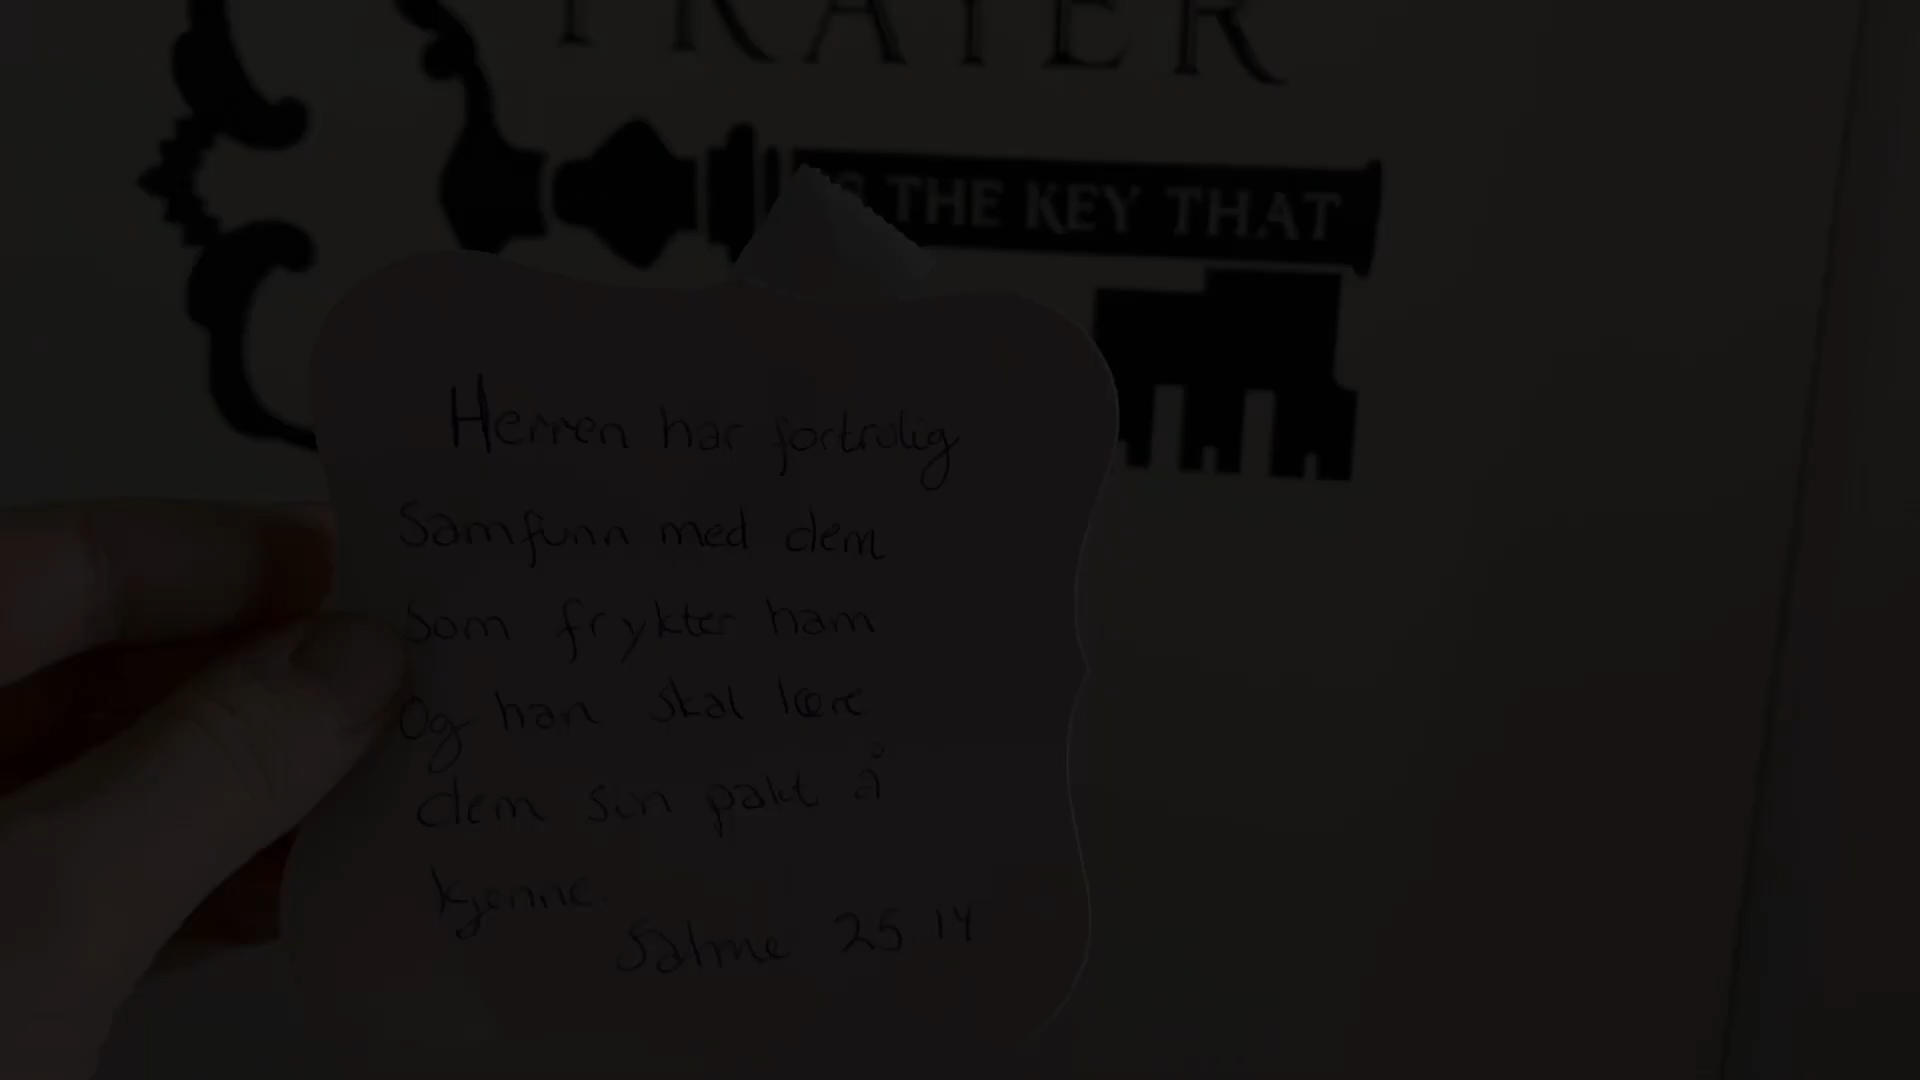 PRAYER
IS THE KEY THAT
Herren har fortrolig
Samfunn med dem
som frykter ham
Og han skal lære
dem sin pakt å
kjenne.
Salme 25 14